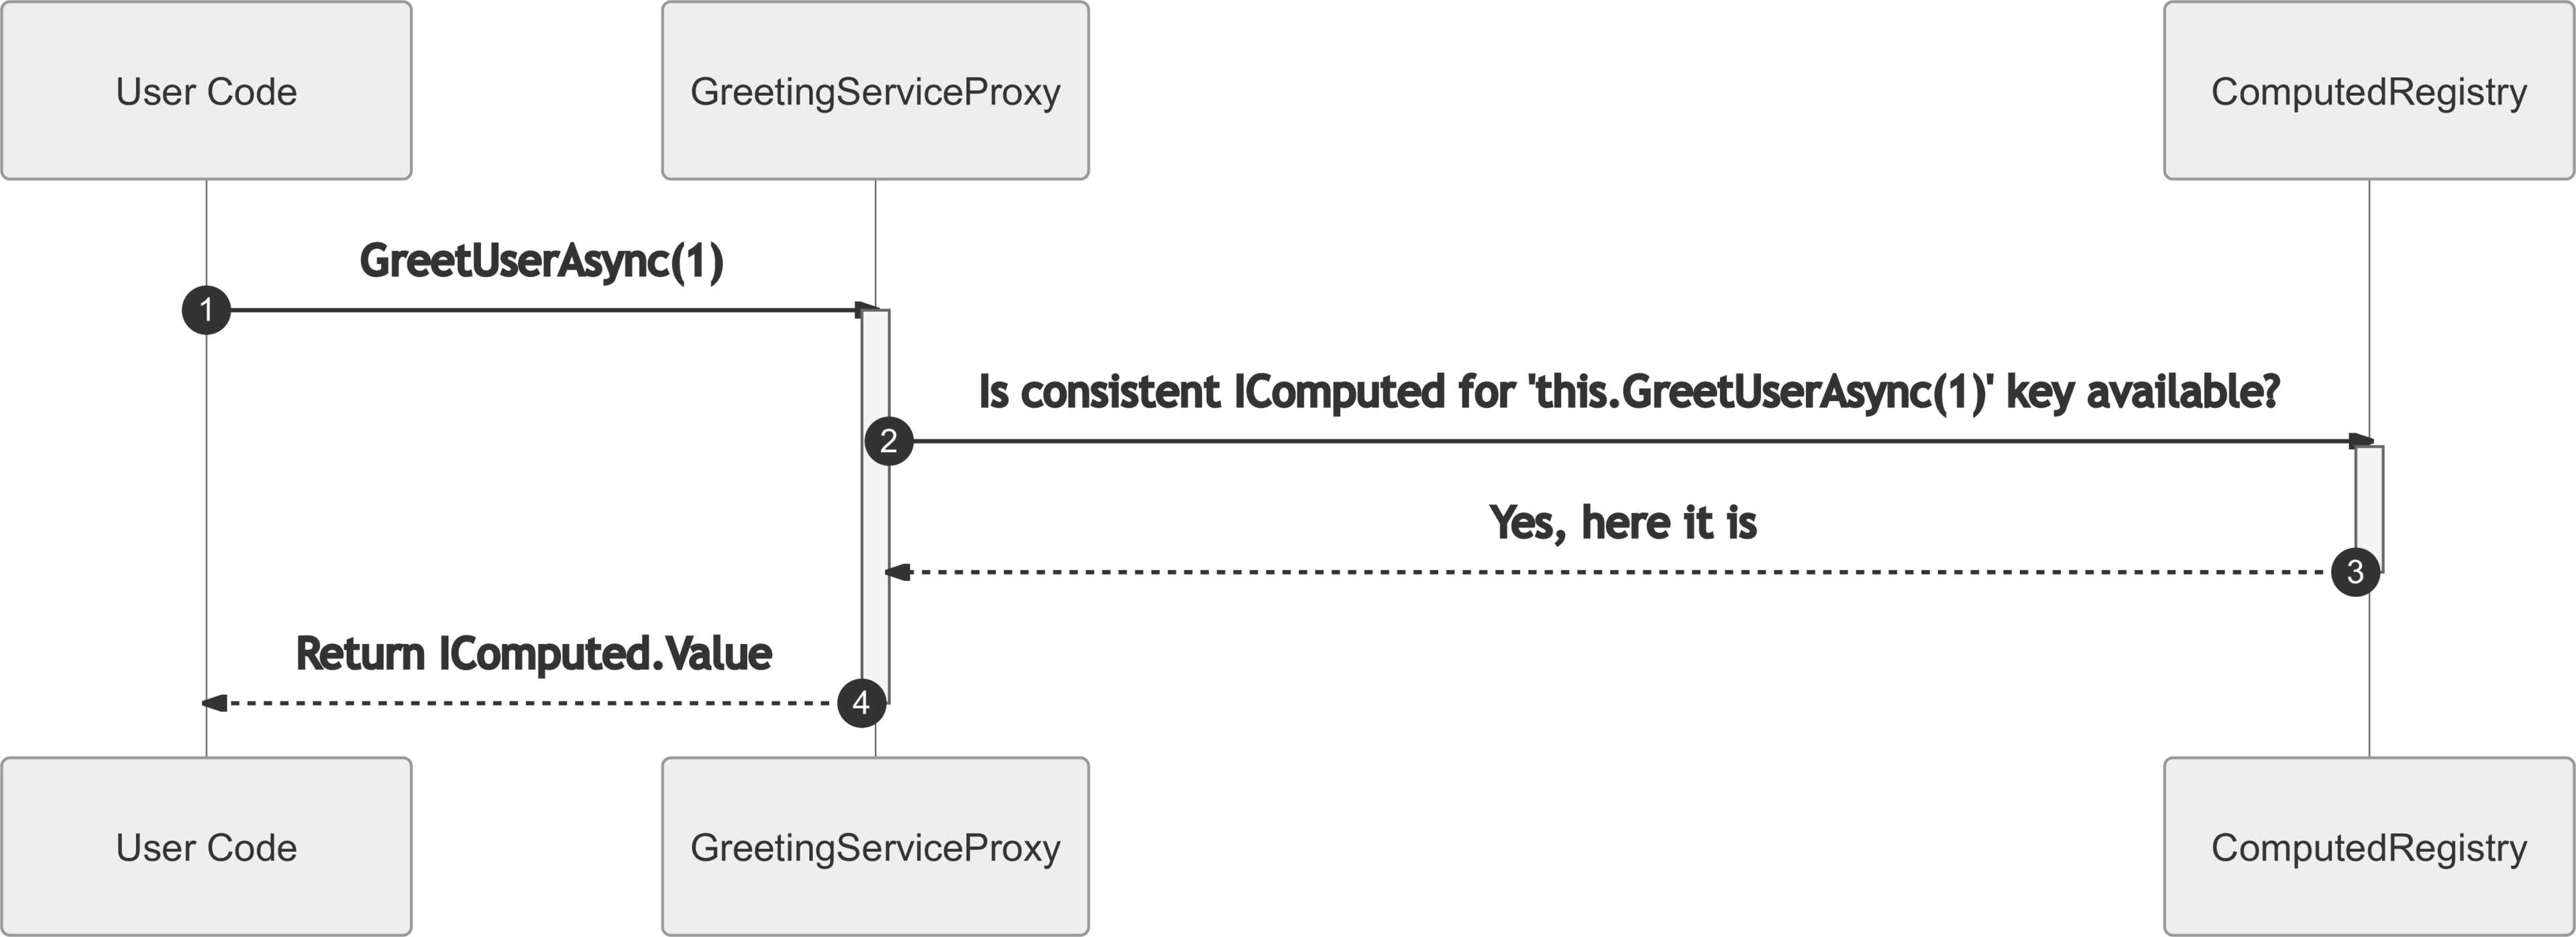 User Code
GreetingServiceProxy
ComputedRegistry
GreetUserAsync(1)
1
Is consistent IComputed for 'this.GreetUserAsync(1)' key available?
2
Yes, here it is
3
Return IComputed.Value
4
User Code
GreetingServiceProxy
ComputedRegistry